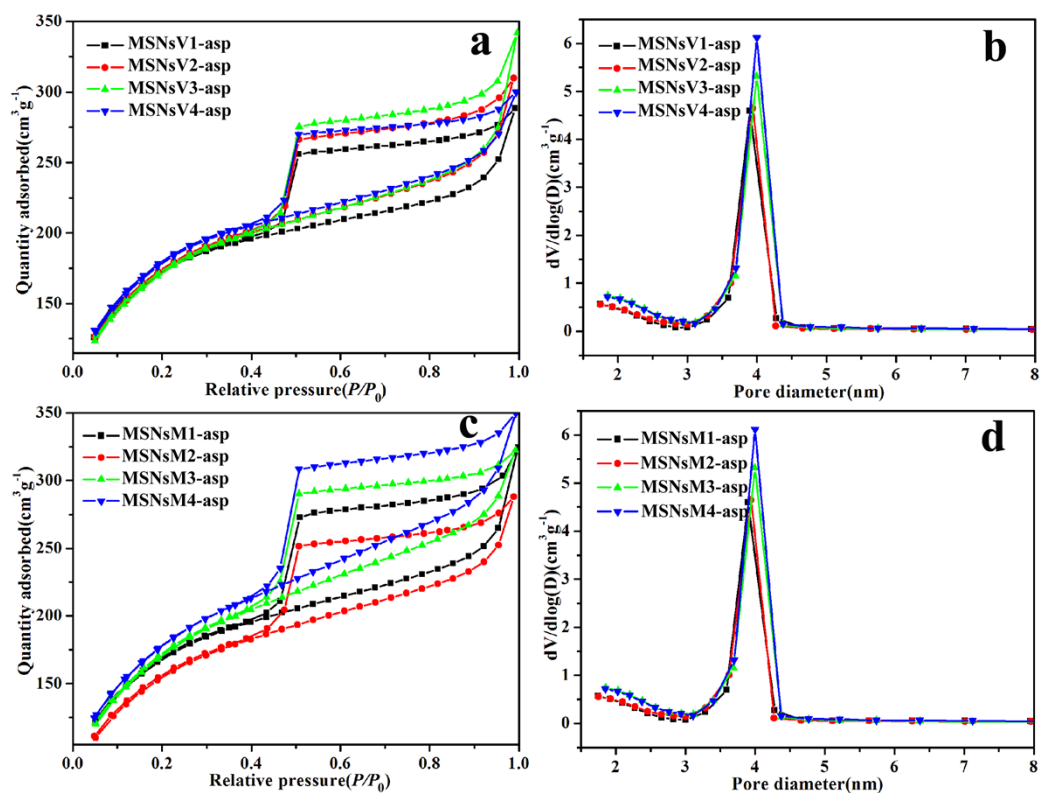 a
MSNsV1-asp
MSNsV2-asp
MSNsV3-asp
MSNsV4-asp
Quantity adsorbed(cm³g⁻¹)
350
300
250
200
150
0.0 0.2 0.4 0.6 0.8 1.0
Relative pressure(P/P₀)
b
MSNsV1-asp
MSNsV2-asp
MSNsV3-asp
MSNsV4-asp
dV/dlog(D)(cm³g⁻¹)
6
5
4
3
2
1
0
2 3 4 5 6 7 8
Pore diameter(nm)
c
MSNsM1-asp
MSNsM2-asp
MSNsM3-asp
MSNsM4-asp
Quantity adsorbed(cm³g⁻¹)
350
300
250
200
150
0.0 0.2 0.4 0.6 0.8 1.0
Relative pressure(P/P₀)
d
MSNsM1-asp
MSNsM2-asp
MSNsM3-asp
MSNsM4-asp
dV/dlog(D)(cm³g⁻¹)
6
5
4
3
2
1
0
2 3 4 5 6 7 8
Pore diameter(nm)